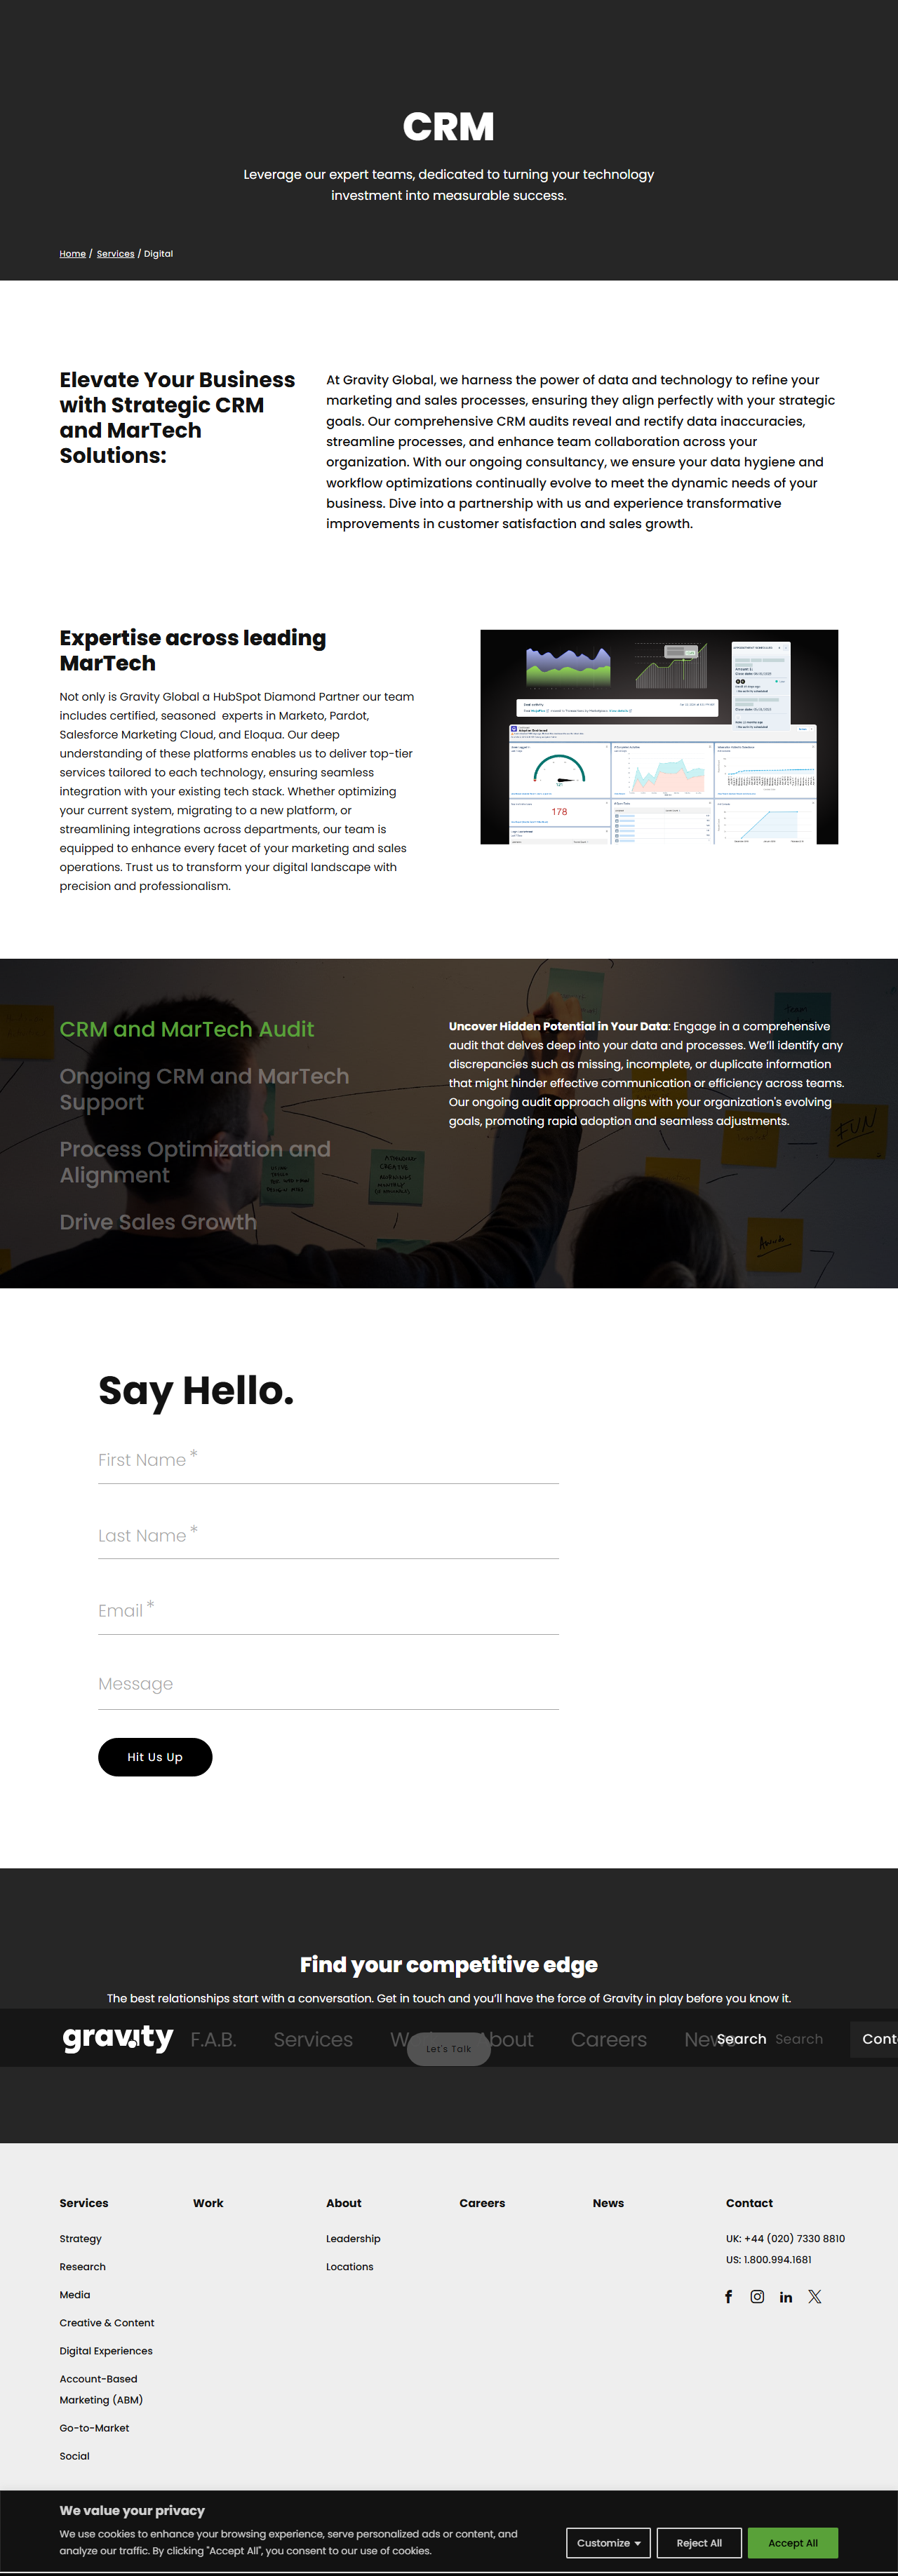 CRM
Leverage our expert teams, dedicated to turning your technology
investment into measurable success.
Home / Services / Digital
Elevate Your Business
with Strategic CRM
and MarTech
Solutions:
At Gravity Global, we harness the power of data and technology to refine your
marketing and sales processes, ensuring they align perfectly with your strategic
goals. Our comprehensive CRM audits reveal and rectify data inaccuracies,
streamline processes, and enhance team collaboration across your
organization. With our ongoing consultancy, we ensure your data hygiene and
workflow optimizations continually evolve to meet the dynamic needs of your
business. Dive into a partnership with us and experience transformative
improvements in customer satisfaction and sales growth.
Expertise across leading
MarTech
Not only is Gravity Global a HubSpot Diamond Partner our team
includes certified, seasoned experts in Marketo, Pardot,
Salesforce Marketing Cloud, and Eloqua. Our deep
understanding of these platforms enables us to deliver top-tier
services tailored to each technology, ensuring seamless
integration with your existing tech stack. Whether optimizing
your current system, migrating to a new platform, or
streamlining integrations across departments, our team is
equipped to enhance every facet of your marketing and sales
operations. Trust us to transform your digital landscape with
precision and professionalism.
178
CRM and MarTech Audit
Ongoing CRM and MarTech
Support
Process Optimization and
Alignment
Drive Sales Growth
Uncover Hidden Potential in Your Data: Engage in a comprehensive
audit that delves deep into your data and processes. We'll identify any
discrepancies such as missing, incomplete, or duplicate information
that might hinder effective communication or efficiency across teams.
Our ongoing audit approach aligns with your organization's evolving
goals, promoting rapid adoption and seamless adjustments.
FUN
Say Hello.
First Name *
Last Name *
Email *
Message
Hit Us Up
Find your competitive edge
The best relationships start with a conversation. Get in touch and you'll have the force of Gravity in play before you know it.
gravity F.A.B. Services About Careers News Search Search
Let's Talk
Services
Strategy
Research
Media
Creative & Content
Digital Experiences
Account-Based
Marketing (ABM)
Go-to-Market
Social
Work
About
Leadership
Locations
Careers
News
Contact
UK: +44 (020) 7330 8810
US: 1.800.994.1681
We value your privacy
We use cookies to enhance your browsing experience, serve personalized ads or content, and
analyze our traffic. By clicking "Accept All", you consent to our use of cookies.
Customize
Reject All
Accept All